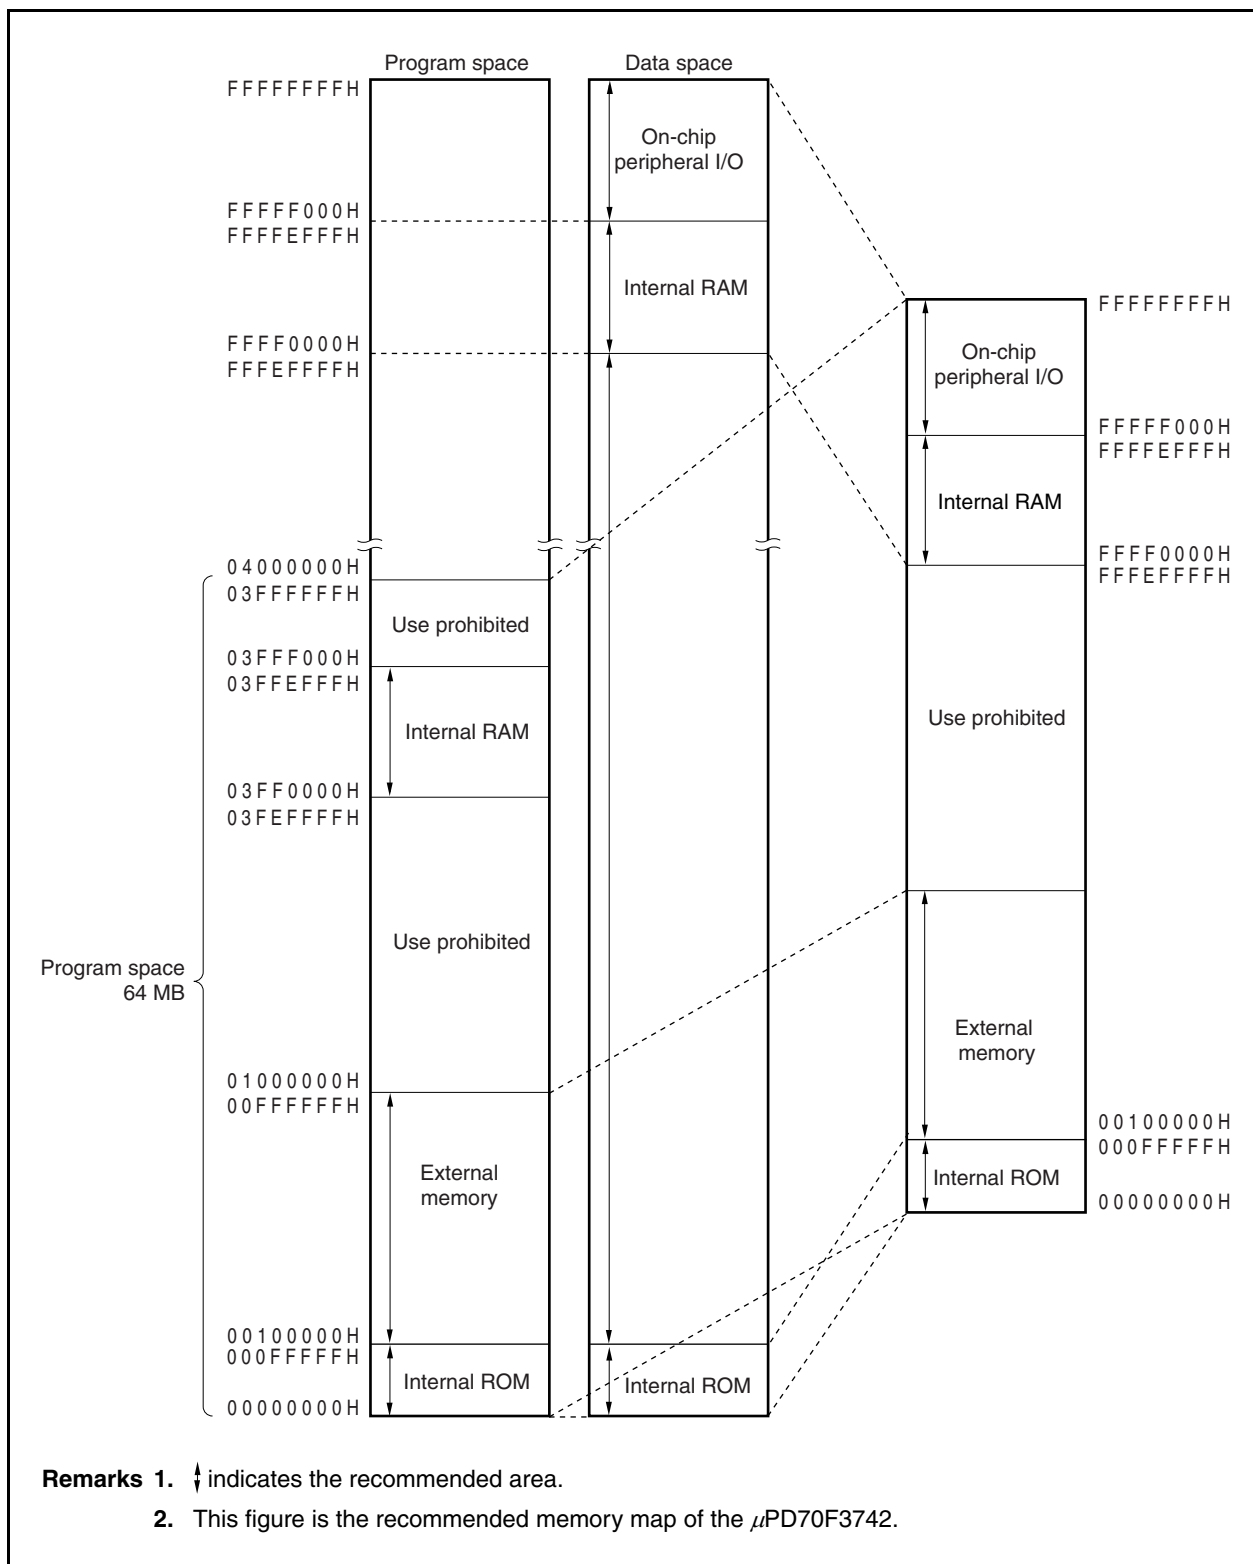 Program space
Data space
FFFFFFFFH
On-chip
peripheral I/O
FFFFF000H
FFFFEFFFH
Internal RAM
FFFF0000H
FFFEFFFFH
04000000H
03FFFFFFH
Use prohibited
03FFF000H
03FFEFFFH
Internal RAM
03FF0000H
03FEFFFFH
Use prohibited
Program space
64 MB
01000000H
00FFFFFFH
External
memory
00100000H
000FFFFFH
Internal ROM
Internal ROM
00000000H
FFFFFFFFH
On-chip
peripheral I/O
FFFFF000H
FFFFEFFFH
Internal RAM
FFFF0000H
FFFEFFFFH
Use prohibited
External
memory
00100000H
000FFFFFH
Internal ROM
00000000H
Remarks 1. ↕ indicates the recommended area.
2. This figure is the recommended memory map of the μPD70F3742.